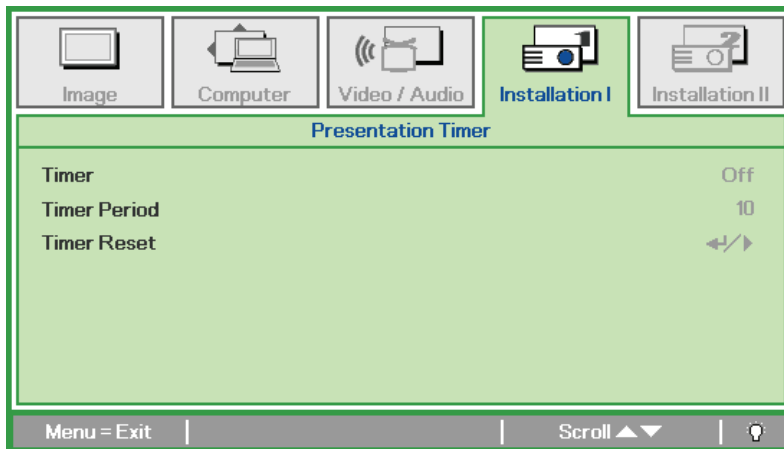 Image
Computer
Video / Audio
Installation I
Installation II
Presentation Timer
Timer Off
Timer Period 10
Timer Reset ↵/▶
Menu = Exit Scroll ▲▼